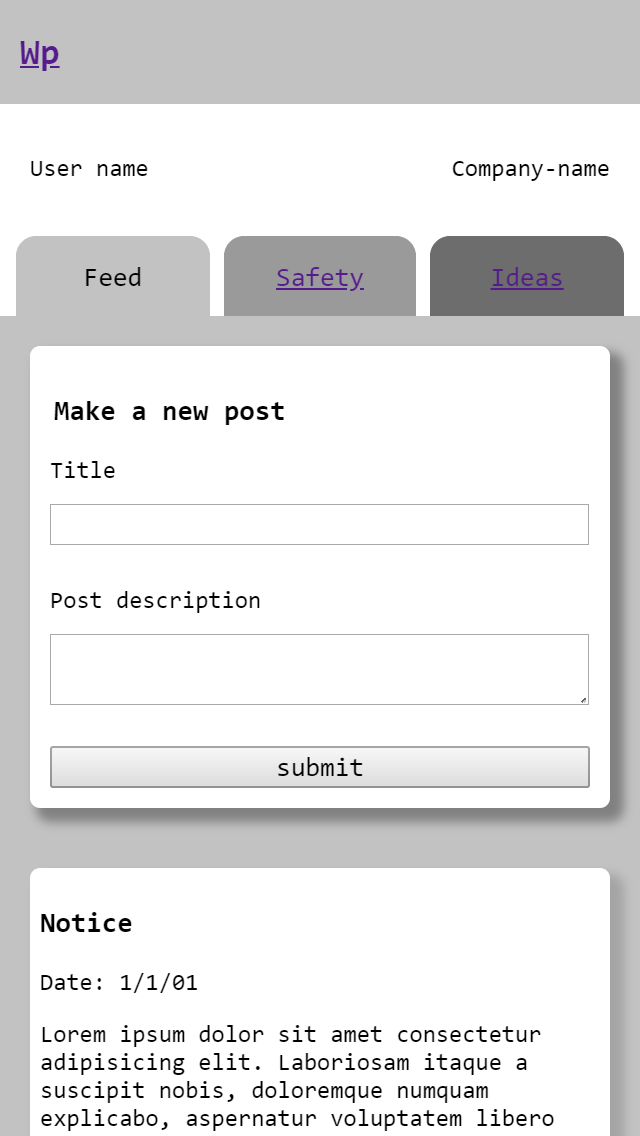 Wp
User name Company-name
Feed Safety Ideas
Make a new post
Title
Post description
submit
Notice
Date: 1/1/01
Lorem ipsum dolor sit amet consectetur
adipisicing elit. Laboriosam itaque a
suscipit nobis, doloremque numquam
explicabo, aspernatur voluptatem libero